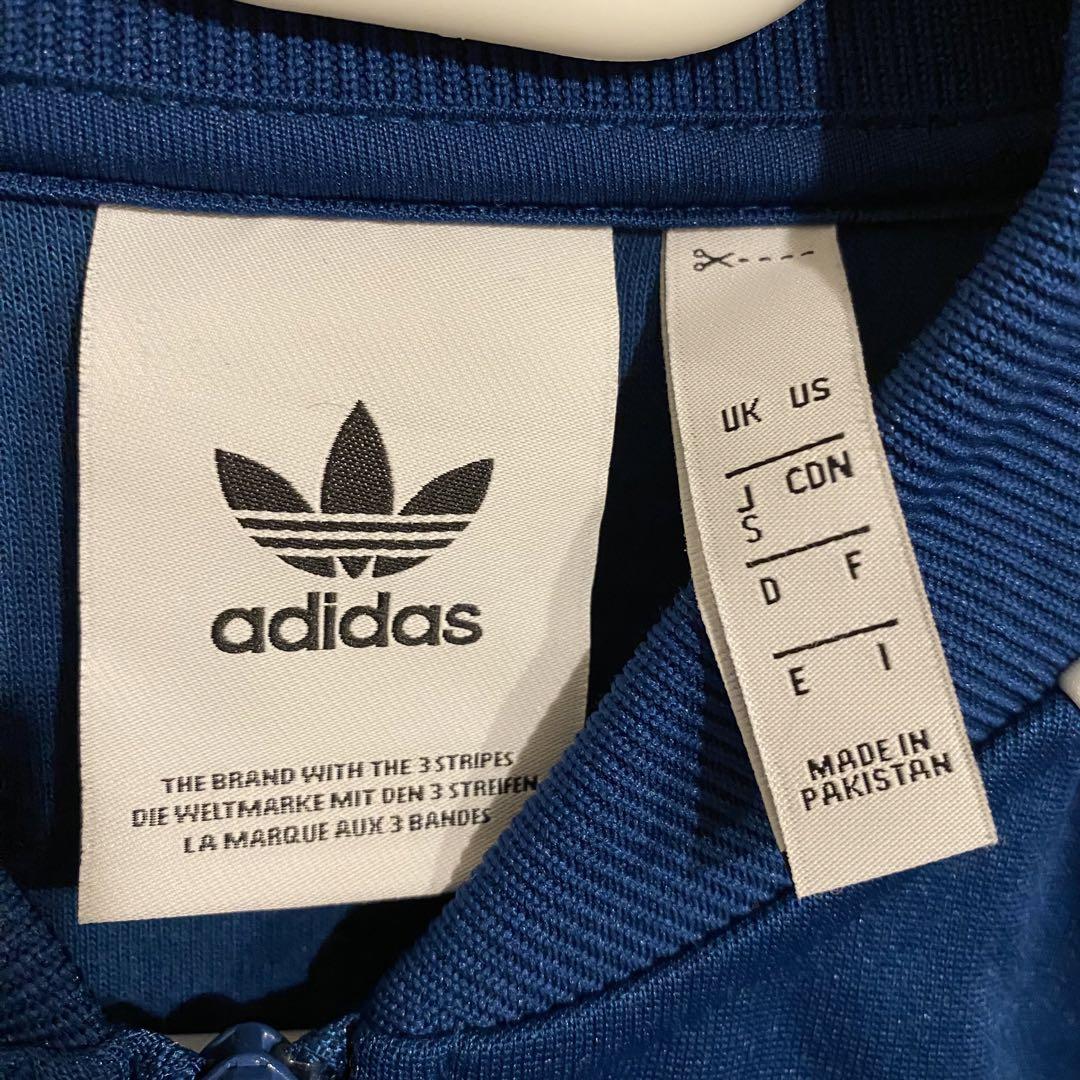 adidas
THE BRAND WITH THE 3 STRIPES
DIE WELTMARKE MIT DEN 3 STREIFEN
LA MARQUE AUX 3 BANDES
UK US
J CDN
S
D F
E I
MADE IN
PAKISTAN